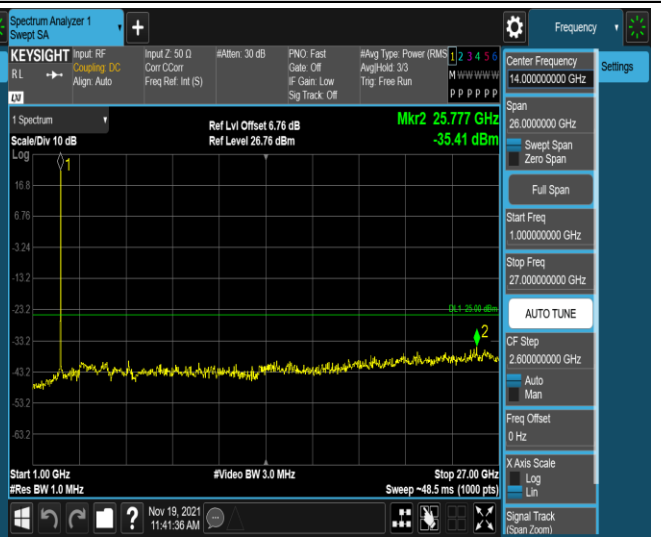 Spectrum Analyzer 1
Swept SA
Frequency
KEYSIGHT
RL
LXI
Input: RF
Coupling: DC
Align: Auto
Input Z: 50 Ω
Corr CCorr
Freq Ref: Int (S)
#Atten: 30 dB
PNO: Fast
Gate: Off
IF Gain: Low
Sig Track: Off
#Avg Type: Power (RMS
Avg|Hold: 3/3
Trig: Free Run
1 2 3 4 5 6
M W W W W W
P P P P P P
Settings
Center Frequency
14.000000000 GHz
Span
26.0000000 GHz
Swept Span
Zero Span
Full Span
Start Freq
1.000000000 GHz
Stop Freq
27.000000000 GHz
AUTO TUNE
CF Step
2.600000000 GHz
Auto
Man
Freq Offset
0 Hz
X Axis Scale
Log
Lin
Signal Track
(Span Zoom)
1 Spectrum
Scale/Div 10 dB
Log
Ref Lvl Offset 6.76 dB
Ref Level 26.76 dBm
Mkr2 25.777 GHz
-35.41 dBm
1
16.8
6.76
-3.24
-13.2
-23.2
-33.2
-43.2
-53.2
-63.2
DL1 -25.00 dBm
2
Start 1.00 GHz
#Res BW 1.0 MHz
#Video BW 3.0 MHz
Stop 27.00 GHz
Sweep ~48.5 ms (1000 pts)
?
Nov 19, 2021
11:41:36 AM